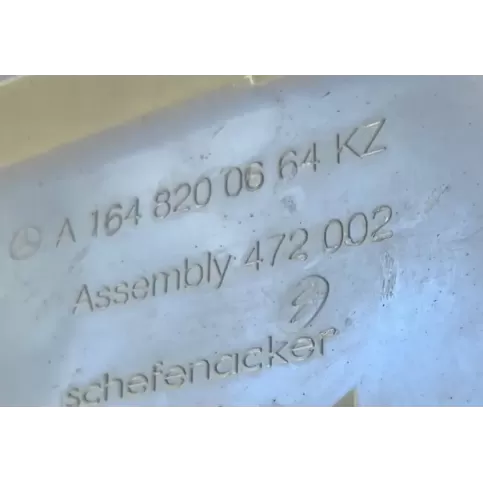 A 164 820 06 64 KZ
Assembly 472 002
schefenacker